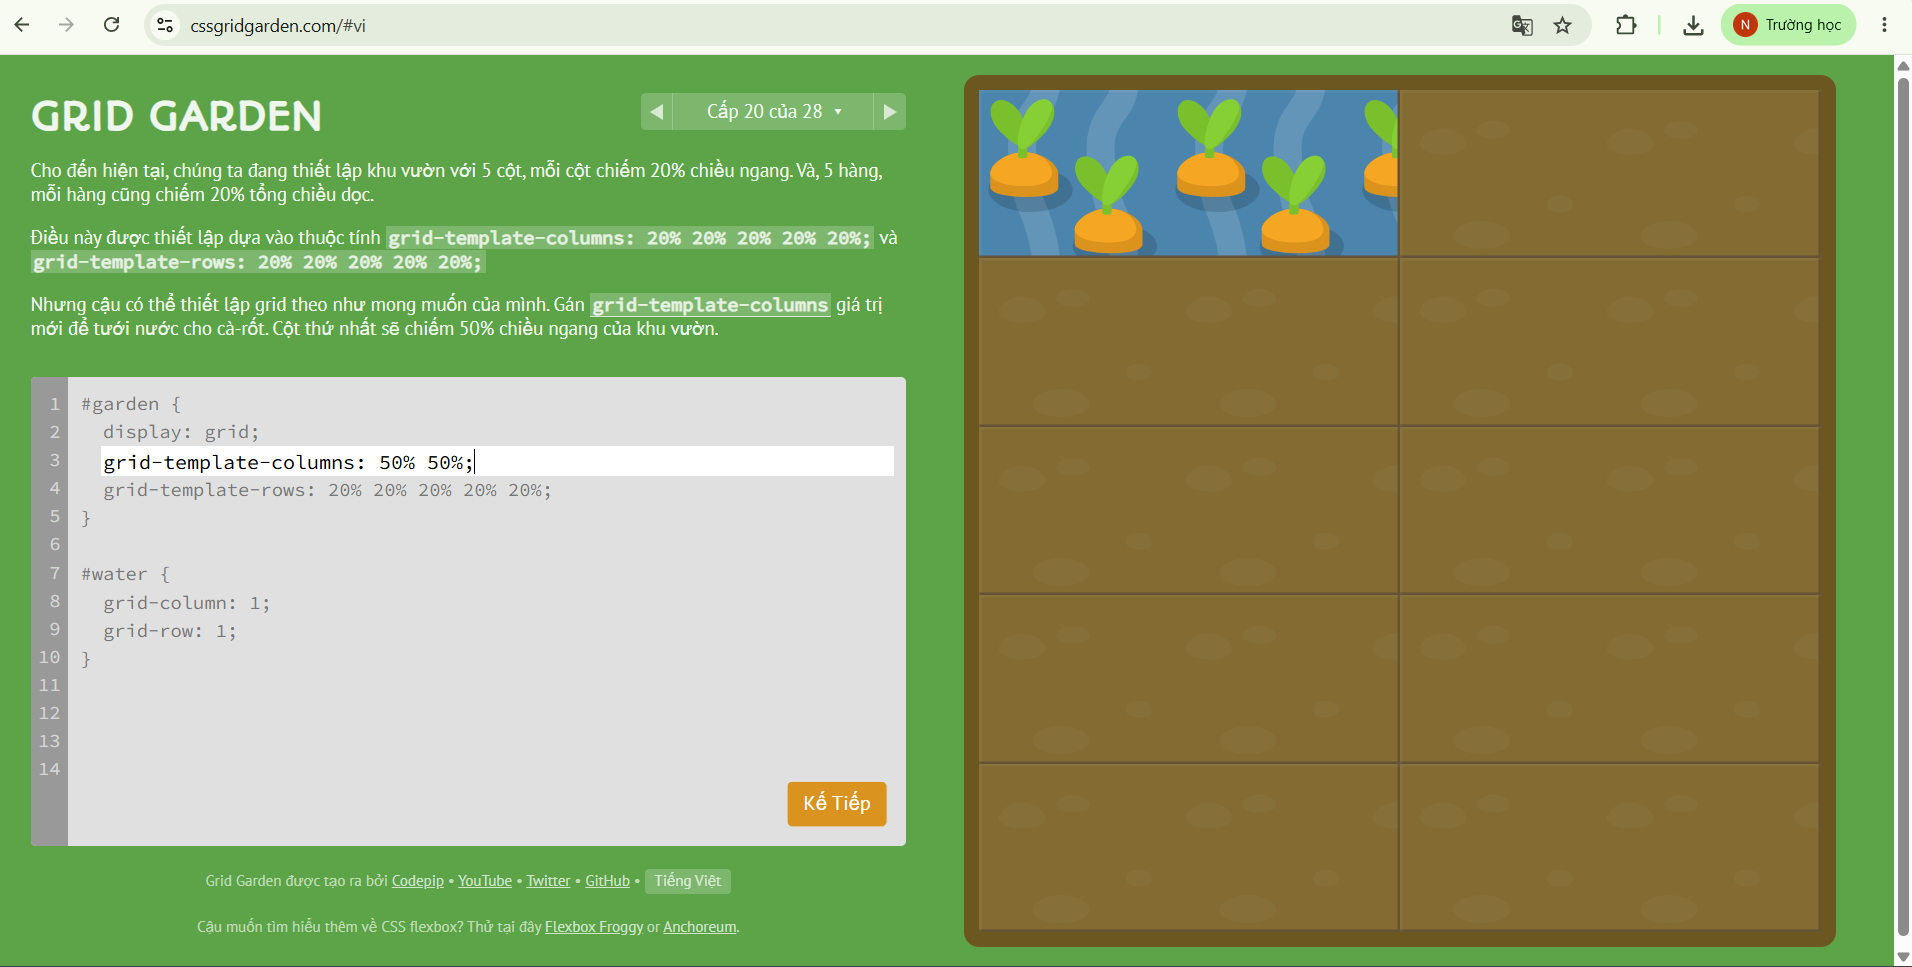 cssgridgarden.com/#vi
N Trường học
GRID GARDEN
Cấp 20 của 28
Cho đến hiện tại, chúng ta đang thiết lập khu vườn với 5 cột, mỗi cột chiếm 20% chiều ngang. Và, 5 hàng,
mỗi hàng cũng chiếm 20% tổng chiều dọc.
Điều này được thiết lập dựa vào thuộc tính grid-template-columns: 20% 20% 20% 20% 20%; và
grid-template-rows: 20% 20% 20% 20% 20%;
Nhưng cậu có thể thiết lập grid theo như mong muốn của mình. Gán grid-template-columns giá trị
mới để tưới nước cho cà-rốt. Cột thứ nhất sẽ chiếm 50% chiều ngang của khu vườn.
1 #garden {
2 display: grid;
3 grid-template-columns: 50% 50%;
4 grid-template-rows: 20% 20% 20% 20% 20%;
5 }
6
7 #water {
8 grid-column: 1;
9 grid-row: 1;
10 }
11
12
13
14
Kế Tiếp
Grid Garden được tạo ra bởi Codepip • YouTube • Twitter • GitHub • Tiếng Việt
Cậu muốn tìm hiểu thêm về CSS flexbox? Thử tại đây Flexbox Froggy or Anchoreum.